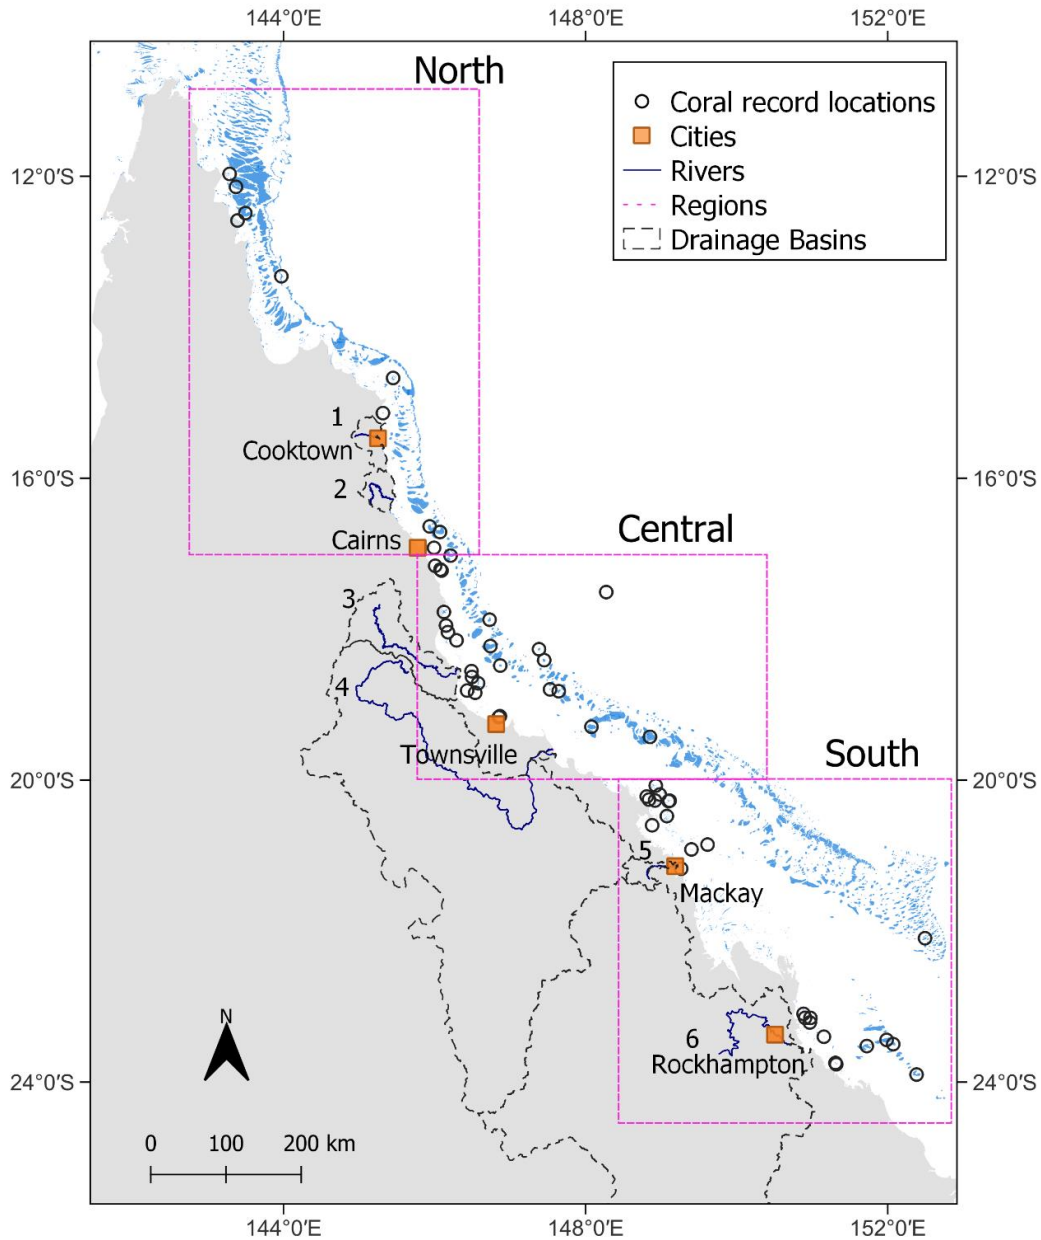 144°0′E 148°0′E 152°0′E
North
Coral record locations
Cities
Rivers
Regions
Drainage Basins
12°0′S 12°0′S
1
Cooktown
2
16°0′S 16°0′S
Central
Cairns
3
4
Townsville
South
20°0′S 20°0′S
5
Mackay
N
6
Rockhampton
24°0′S 24°0′S
0 100 200 km
144°0′E 148°0′E 152°0′E